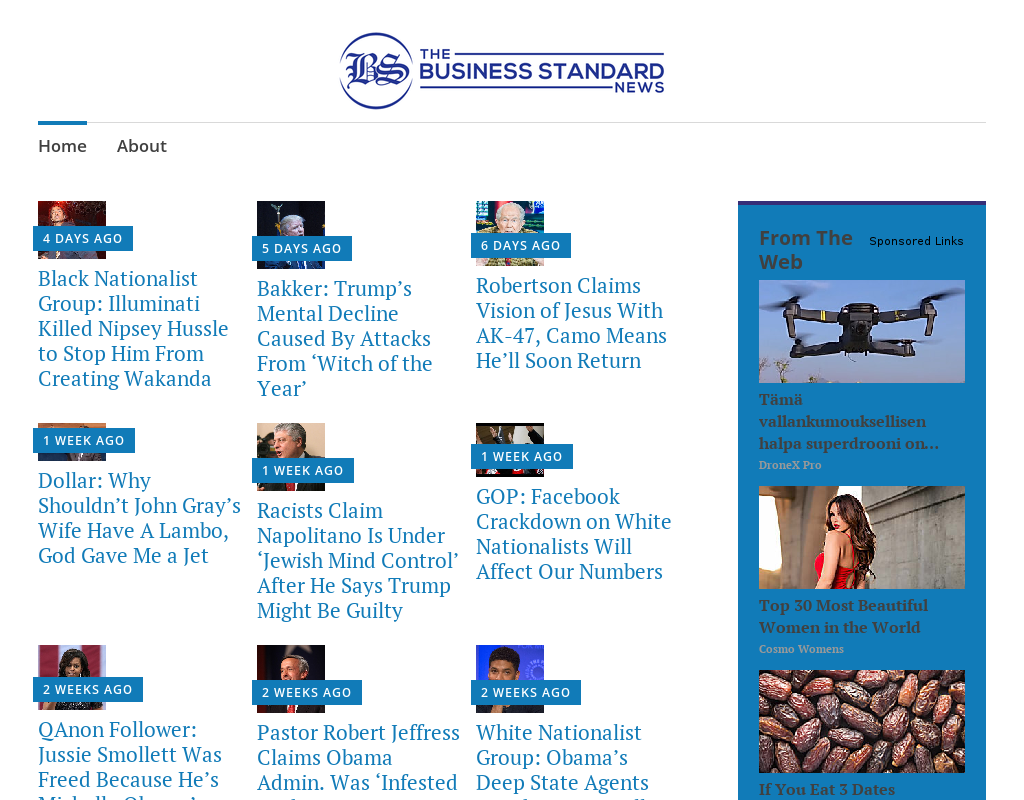 BS
THE
BUSINESS STANDARD
NEWS
Home
About
4 DAYS AGO
Black Nationalist
Group: Illuminati
Killed Nipsey Hussle
to Stop Him From
Creating Wakanda
5 DAYS AGO
Bakker: Trump’s
Mental Decline
Caused By Attacks
From ‘Witch of the
Year’
6 DAYS AGO
Robertson Claims
Vision of Jesus With
AK-47, Camo Means
He’ll Soon Return
1 WEEK AGO
Dollar: Why
Shouldn’t John Gray’s
Wife Have A Lambo,
God Gave Me a Jet
1 WEEK AGO
Racists Claim
Napolitano Is Under
‘Jewish Mind Control’
After He Says Trump
Might Be Guilty
1 WEEK AGO
GOP: Facebook
Crackdown on White
Nationalists Will
Affect Our Numbers
2 WEEKS AGO
QAnon Follower:
Jussie Smollett Was
Freed Because He’s
2 WEEKS AGO
Pastor Robert Jeffress
Claims Obama
Admin. Was ‘Infested
2 WEEKS AGO
White Nationalist
Group: Obama’s
Deep State Agents
From The
Web
Sponsored Links
Tämä
vallankumouksellisen
halpa superdrooni on…
DroneX Pro
Top 30 Most Beautiful
Women in the World
Cosmo Womens
If You Eat 3 Dates